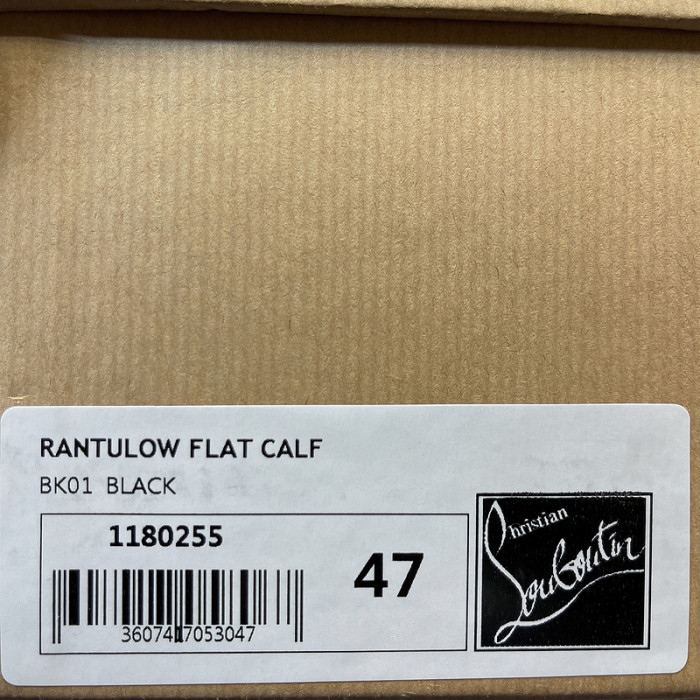 RANTULOW FLAT CALF
BK01 BLACK
1180255
47
3607417053047
Christian
Louboutin